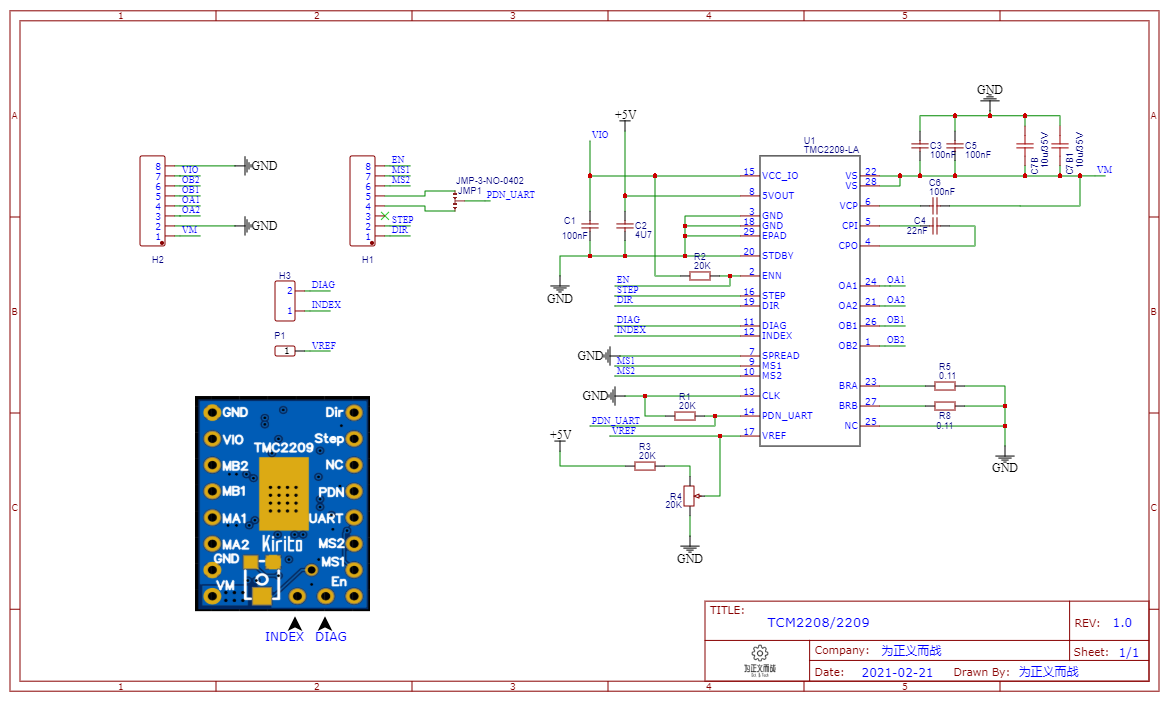 1 2 3 4 5
A A
B B
C C
1 2 3 4 5
8
7 VIO
6 OB2
5 OB1
4 OA1
3 OA2
2
1 VM
GND
GND
H2
8 EN
7 MS1
6 MS2
5
4
3
2 STEP
1 DIR
H1
JMP-3-NO-0402
JMP1
PDN_UART
H3
2 DIAG
1 INDEX
P1
1 VREF
GND Dir
VIO Step
TMC2209
MB2 NC
MB1 PDN
MA1 UART
MA2 Kirito MS2
GND MS1
VM En
INDEX DIAG
+5V
VIO
C1
100nF
C2
4U7
GND
R2
20K
EN
STEP
DIR
DIAG
INDEX
GND
MS1
MS2
GND
R1
20K
PDN_UART
VREF
+5V
R3
20K
R4
20K
GND
U1
TMC2209-LA
15 VCC_IO
8 5VOUT
3 GND
18 GND
29 EPAD
20 STDBY
2 ENN
16 STEP
19 DIR
11 DIAG
12 INDEX
7 SPREAD
9 MS1
10 MS2
13 CLK
14 PDN_UART
17 VREF
VS 22
VS 28
VCP 6
CPI 5
CPO 4
OA1 24 OA1
OA2 21 OA2
OB1 26 OB1
OB2 1 OB2
BRA 23
BRB 27
NC 25
GND
C3
100nF
C5
100nF
C7B
10u/35V
C7B1
10u/35V
VM
C6
100nF
C4
22nF
R5
0.11
R8
0.11
GND
TITLE:
TCM2208/2209
REV: 1.0
Company: 为正义而战
Sheet: 1/1
Date: 2021-02-21 Drawn By: 为正义而战
为正义而战